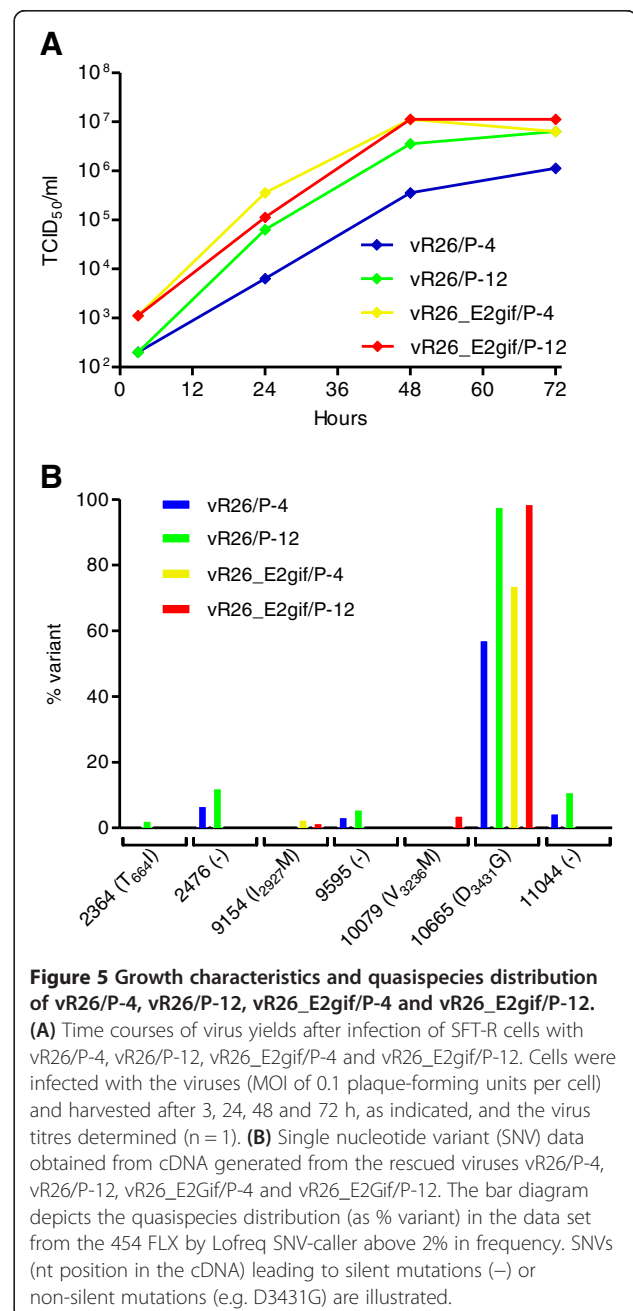 A
TCID50/ml
10^8
10^7
10^6
10^5
10^4
10^3
10^2
vR26/P-4
vR26/P-12
vR26_E2gif/P-4
vR26_E2gif/P-12
0 12 24 36 48 60 72
Hours
B
% variant
100
80
60
40
20
0
vR26/P-4
vR26/P-12
vR26_E2gif/P-4
vR26_E2gif/P-12
2364 (T664I)
2476 (-)
9154 (I2927M)
9595 (-)
10079 (V3236M)
10665 (D3431G)
11044 (-)
Figure 5 Growth characteristics and quasispecies distribution
of vR26/P-4, vR26/P-12, vR26_E2gif/P-4 and vR26_E2gif/P-12.
(A) Time courses of virus yields after infection of SFT-R cells with
vR26/P-4, vR26/P-12, vR26_E2gif/P-4 and vR26_E2gif/P-12. Cells were
infected with the viruses (MOI of 0.1 plaque-forming units per cell)
and harvested after 3, 24, 48 and 72 h, as indicated, and the virus
titres determined (n = 1). (B) Single nucleotide variant (SNV) data
obtained from cDNA generated from the rescued viruses vR26/P-4,
vR26/P-12, vR26_E2Gif/P-4 and vR26_E2Gif/P-12. The bar diagram
depicts the quasispecies distribution (as % variant) in the data set
from the 454 FLX by Lofreq SNV-caller above 2% in frequency. SNVs
(nt position in the cDNA) leading to silent mutations (−) or
non-silent mutations (e.g. D3431G) are illustrated.